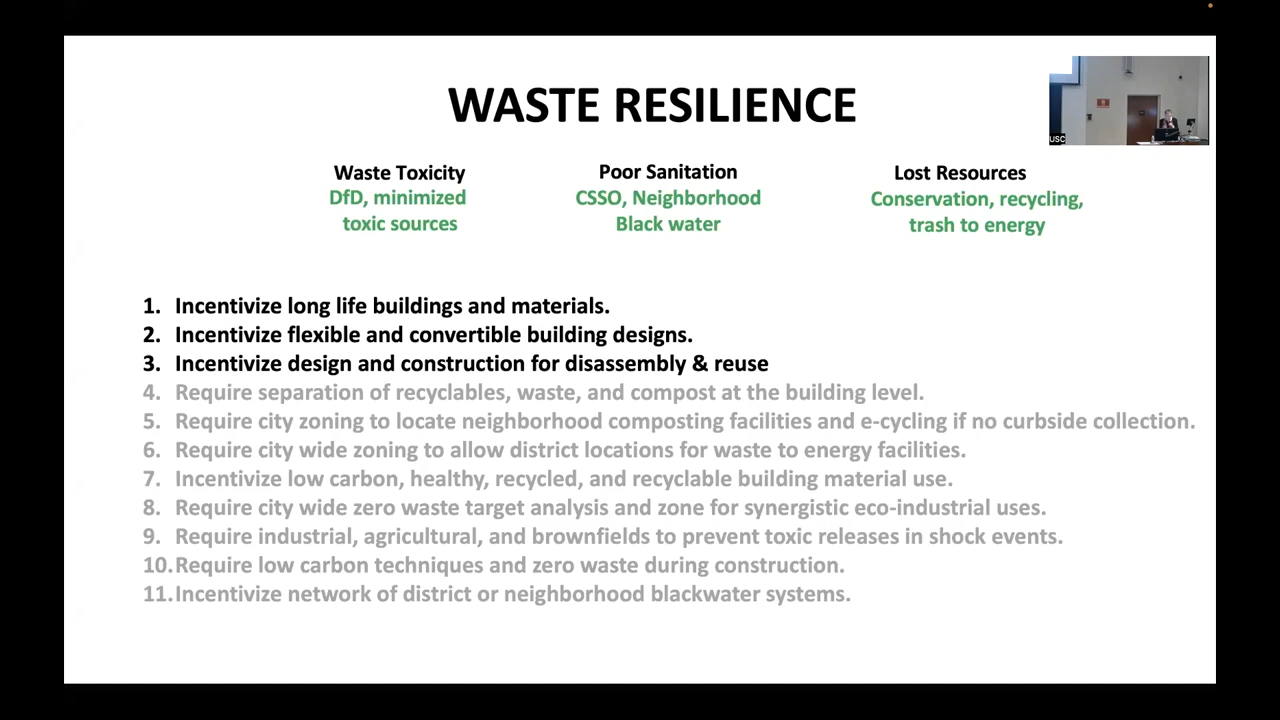 WASTE RESILIENCE
USC
Waste Toxicity
DfD, minimized
toxic sources
Poor Sanitation
CSSO, Neighborhood
Black water
Lost Resources
Conservation, recycling,
trash to energy
1. Incentivize long life buildings and materials.
2. Incentivize flexible and convertible building designs.
3. Incentivize design and construction for disassembly & reuse
4. Require separation of recyclables, waste, and compost at the building level.
5. Require city zoning to locate neighborhood composting facilities and e-cycling if no curbside collection.
6. Require city wide zoning to allow district locations for waste to energy facilities.
7. Incentivize low carbon, healthy, recycled, and recyclable building material use.
8. Require city wide zero waste target analysis and zone for synergistic eco-industrial uses.
9. Require industrial, agricultural, and brownfields to prevent toxic releases in shock events.
10. Require low carbon techniques and zero waste during construction.
11. Incentivize network of district or neighborhood blackwater systems.